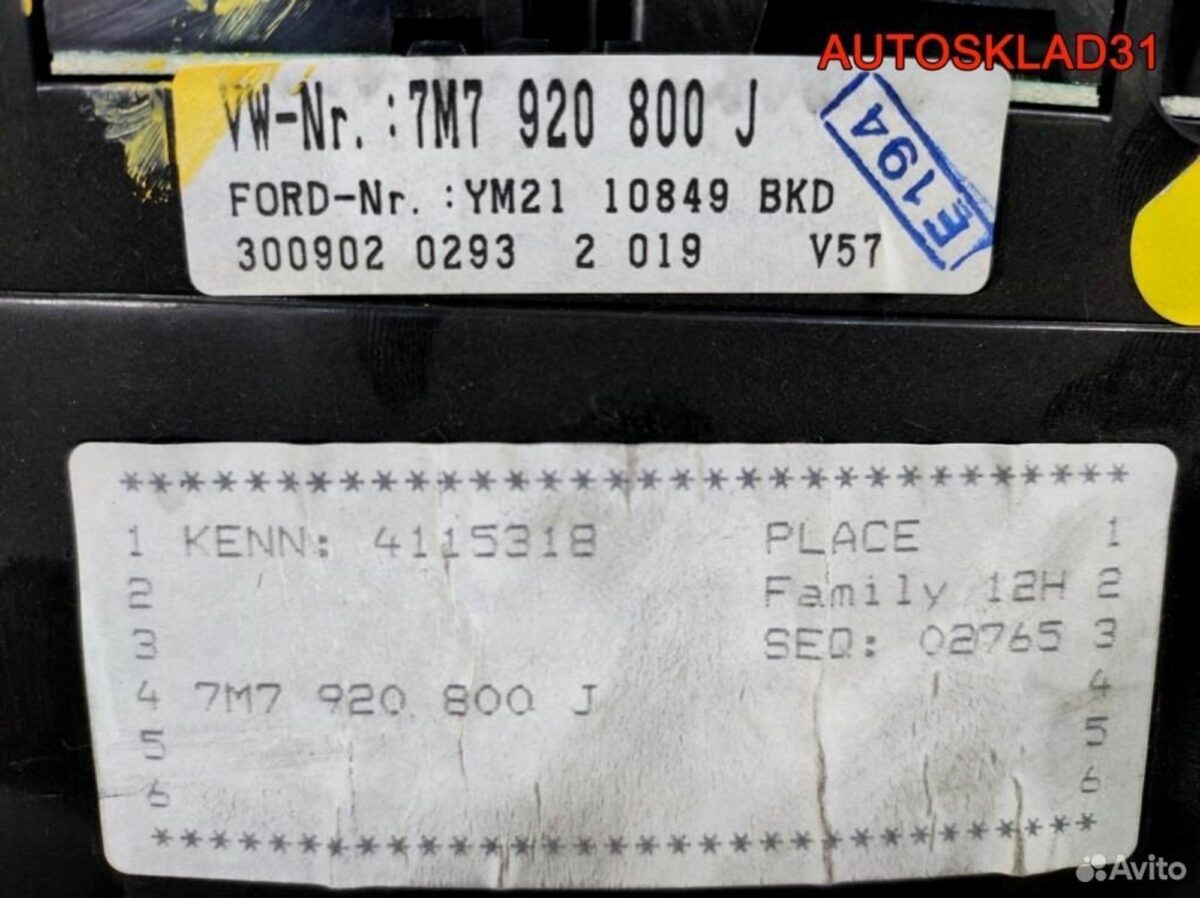 AUTOSKLAD31
VW-Nr. :7M7 920 800 J
FORD-Nr. :YM21 10849 BKD
300902 0293 2 019 V57
E194
*******************************
1 KENN: 4115318 PLACE 1
2 Family 12H 2
3 SEQ: 02765 3
4 7M7 920 800 J 4
5 5
6 6
******************************
Avito